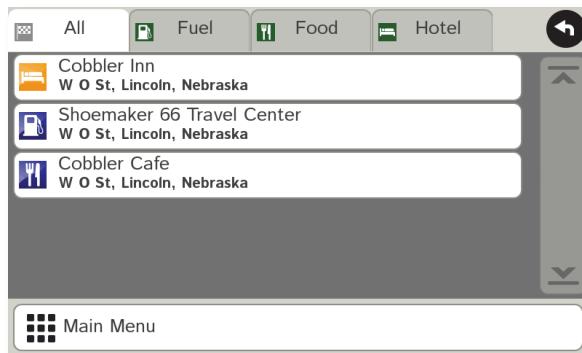 All
Fuel
Food
Hotel
Cobbler Inn
W O St, Lincoln, Nebraska
Shoemaker 66 Travel Center
W O St, Lincoln, Nebraska
Cobbler Cafe
W O St, Lincoln, Nebraska
Main Menu